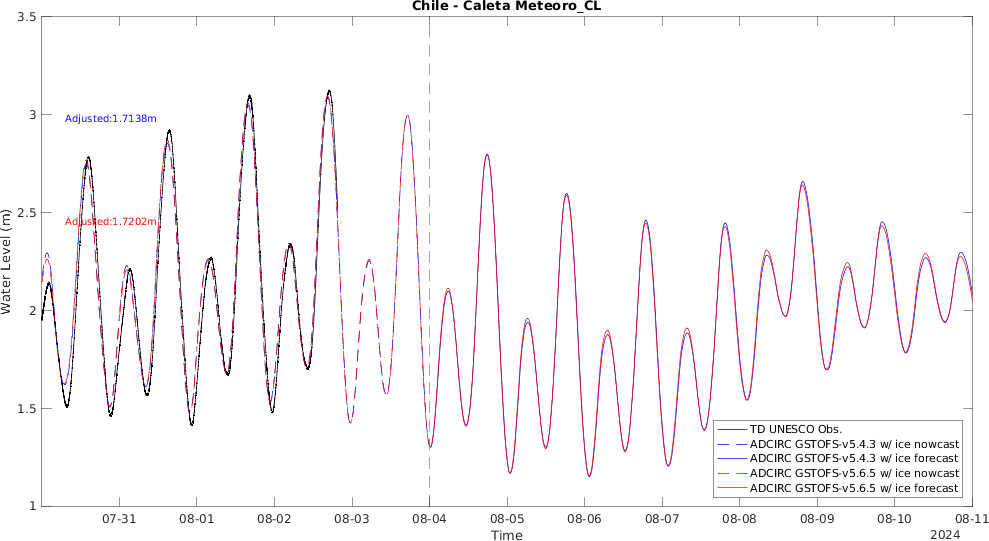 Chile - Caleta Meteoro_CL
3.5
3
2.5
2
1.5
1
Water Level (m)
Adjusted:1.7138m
Adjusted:1.7202m
TD UNESCO Obs.
ADCIRC GSTOFS-v5.4.3 w/ ice nowcast
ADCIRC GSTOFS-v5.4.3 w/ ice forecast
ADCIRC GSTOFS-v5.6.5 w/ ice nowcast
ADCIRC GSTOFS-v5.6.5 w/ ice forecast
07-31 08-01 08-02 08-03 08-04 08-05 08-06 08-07 08-08 08-09 08-10 08-11
Time
2024